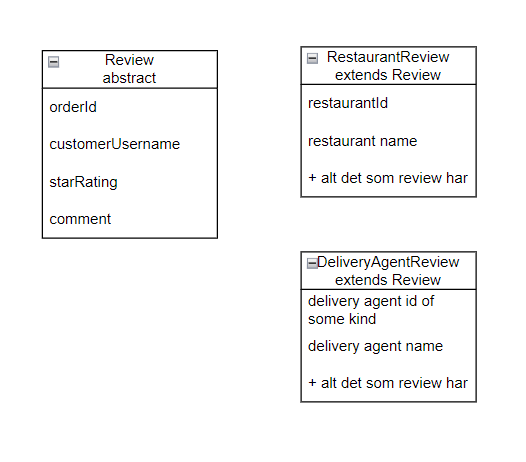 Review
abstract
orderId
customerUsername
starRating
comment
RestaurantReview
extends Review
restaurantId
restaurant name
+ alt det som review har
DeliveryAgentReview
extends Review
delivery agent id of
some kind
delivery agent name
+ alt det som review har